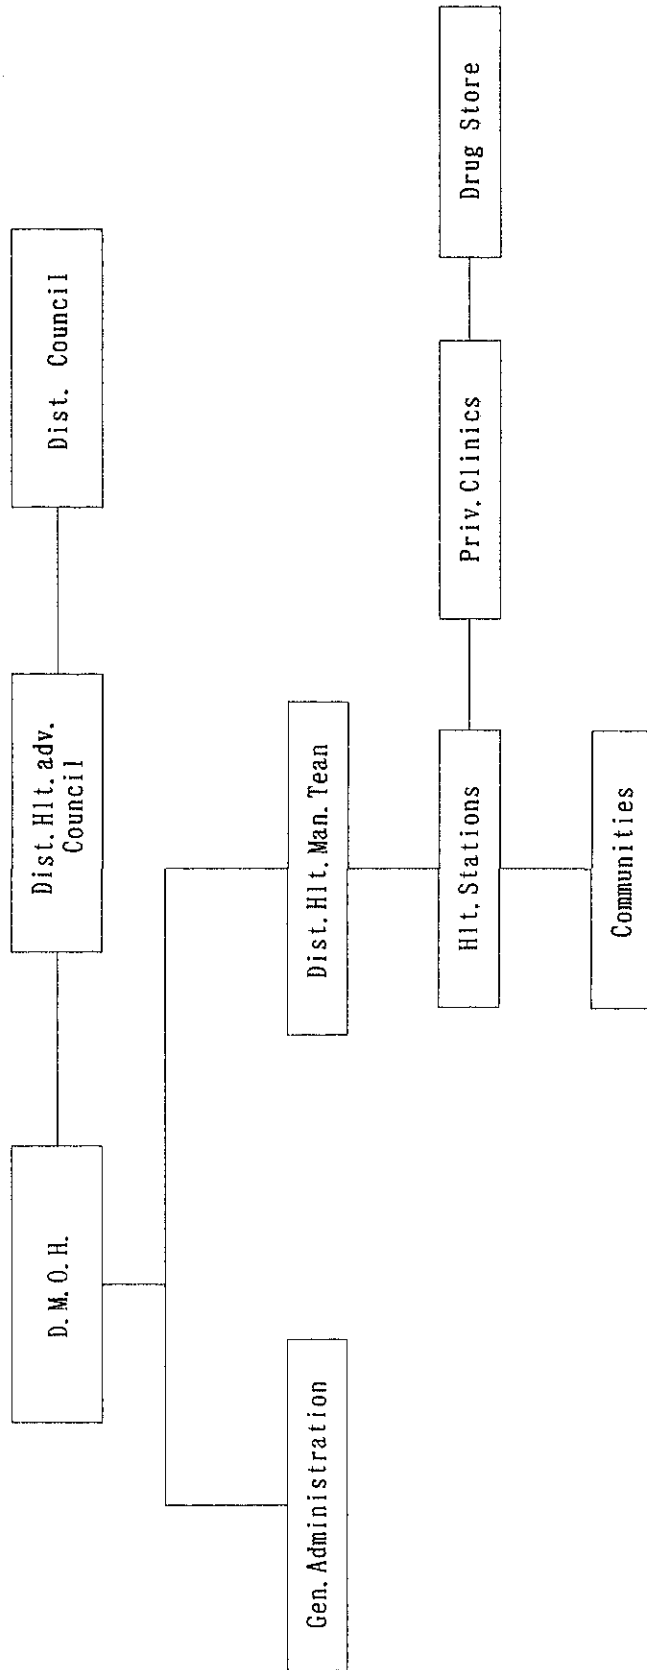 D.M.O.H.
Dist.Hlt.adv.
Council
Dist. Council
Gen.Administration
Dist.Hlt.Man.Tean
Hlt.Stations
Priv.Clinics
Drug Store
Communities